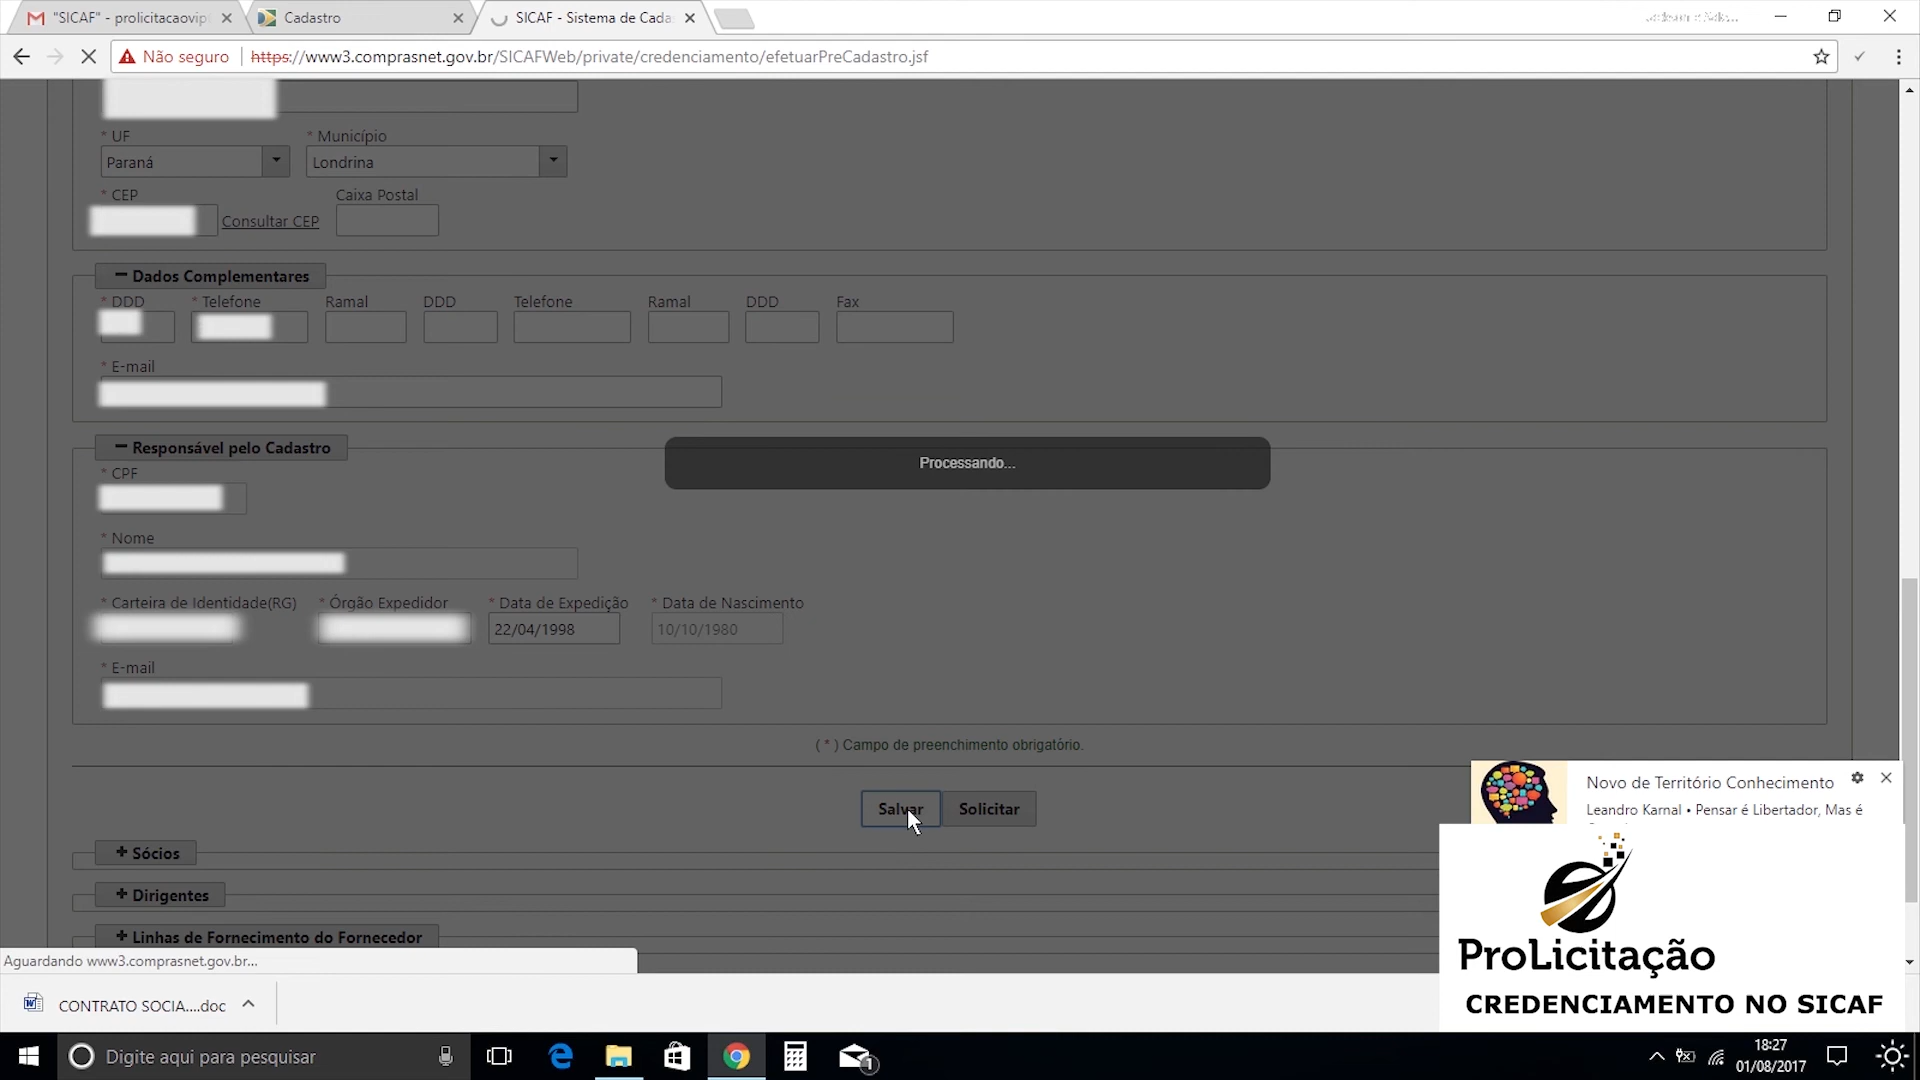 "SICAF" - prolicitacaovip
Cadastro
SICAF - Sistema de Cada
Não seguro
https://www3.comprasnet.gov.br/SICAFWeb/private/credenciamento/efetuarPreCadastro.jsf
* UF
* Município
Paraná
Londrina
* CEP
Caixa Postal
Consultar CEP
Dados Complementares
* DDD
* Telefone
Ramal
DDD
Telefone
Ramal
DDD
Fax
* E-mail
Responsável pelo Cadastro
* CPF
Processando...
* Nome
* Carteira de Identidade(RG)
* Órgão Expedidor
* Data de Expedição
* Data de Nascimento
22/04/1998
10/10/1980
* E-mail
( * ) Campo de preenchimento obrigatório.
Salvar
Solicitar
Novo de Território Conhecimento
Leandro Karnal • Pensar é Libertador, Mas é
Sócios
Dirigentes
Linhas de Fornecimento do Fornecedor
Aguardando www3.comprasnet.gov.br...
ProLicitação
CREDENCIAMENTO NO SICAF
CONTRATO SOCIA....doc
Digite aqui para pesquisar
1
18:27
01/08/2017